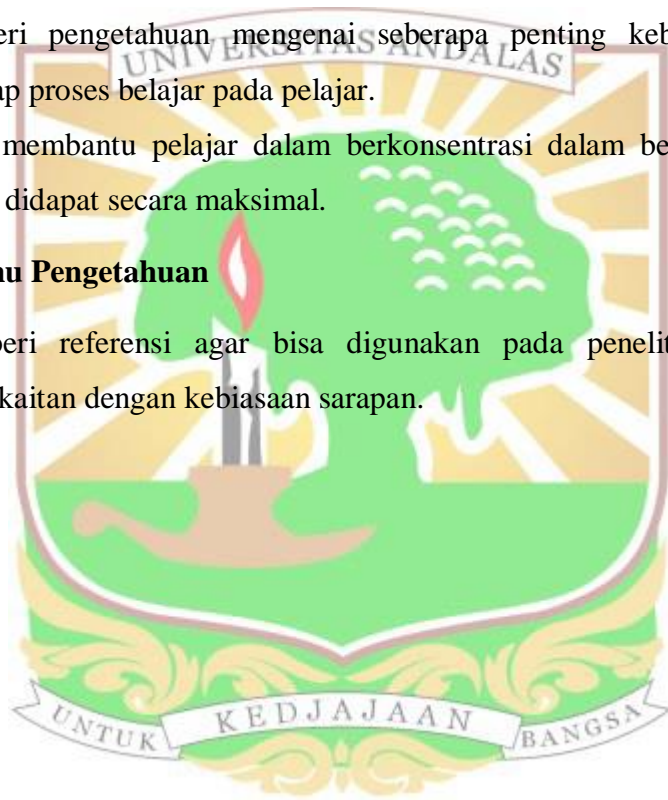 eri pengetahuan mengenai seberapa penting keb
UNIVERSITAS ANDALAS
ap proses belajar pada pelajar.
membantu pelajar dalam berkonsentrasi dalam be
didapat secara maksimal.
u Pengetahuan
eri referensi agar bisa digunakan pada penelit
kaitan dengan kebiasaan sarapan.
UNTUK KEDJAJAAN BANGSA